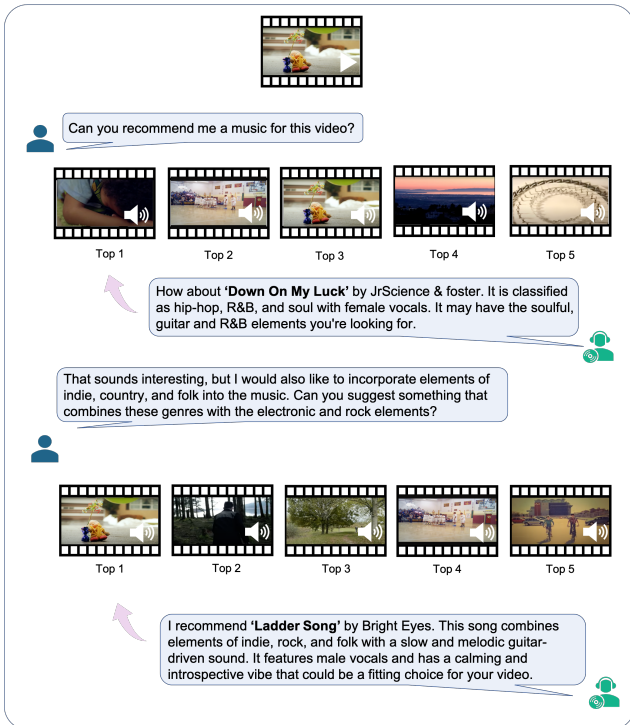 Can you recommend me a music for this video?
Top 1
Top 2
Top 3
Top 4
Top 5
How about ‘Down On My Luck’ by JrScience & foster. It is classified
as hip-hop, R&B, and soul with female vocals. It may have the soulful,
guitar and R&B elements you're looking for.
That sounds interesting, but I would also like to incorporate elements of
indie, country, and folk into the music. Can you suggest something that
combines these genres with the electronic and rock elements?
Top 1
Top 2
Top 3
Top 4
Top 5
I recommend ‘Ladder Song’ by Bright Eyes. This song combines
elements of indie, rock, and folk with a slow and melodic guitar-
driven sound. It features male vocals and has a calming and
introspective vibe that could be a fitting choice for your video.